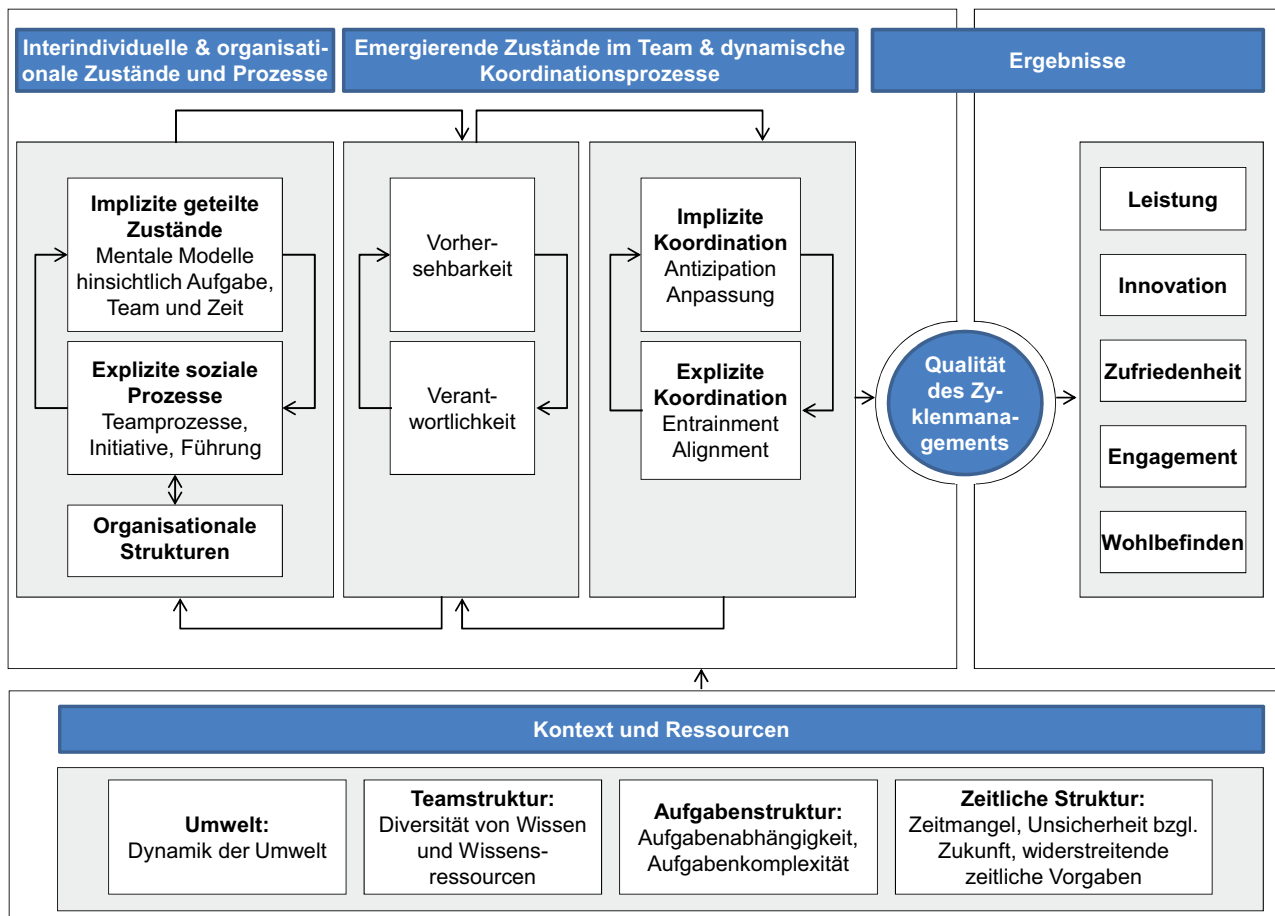 Interindividuelle & organisati-
onale Zustände und Prozesse
Emergierende Zustände im Team & dynamische
Koordinationsprozesse
Ergebnisse
Implizite geteilte
Zustände
Mentale Modelle
hinsichtlich Aufgabe,
Team und Zeit
Explizite soziale
Prozesse
Teamprozesse,
Initiative, Führung
Organisationale
Strukturen
Vorher-
sehbarkeit
Verant-
wortlichkeit
Implizite
Koordination
Antizipation
Anpassung
Explizite
Koordination
Entrainment
Alignment
Qualität
des Zy-
klenmana-
gements
Leistung
Innovation
Zufriedenheit
Engagement
Wohlbefinden
Kontext und Ressourcen
Umwelt:
Dynamik der Umwelt
Teamstruktur:
Diversität von Wissen
und Wissens-
ressourcen
Aufgabenstruktur:
Aufgabenabhängigkeit,
Aufgabenkomplexität
Zeitliche Struktur:
Zeitmangel, Unsicherheit bzgl.
Zukunft, widerstreitende
zeitliche Vorgaben